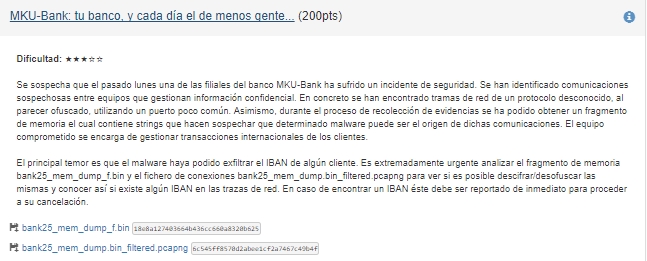 MKU-Bank: tu banco, y cada día el de menos gente... (200pts)
Dificultad: ★★★☆☆
Se sospecha que el pasado lunes una de las filiales del banco MKU-Bank ha sufrido un incidente de seguridad. Se han identificado comunicaciones
sospechosas entre equipos que gestionan información confidencial. En concreto se han encontrado tramas de red de un protocolo desconocido, al
parecer ofuscado, utilizando un puerto poco común. Asimismo, durante el proceso de recolección de evidencias se ha podido obtener un fragmento
de memoria el cual contiene strings que hacen sospechar que determinado malware puede ser el origen de dichas comunicaciones. El equipo
comprometido se encarga de gestionar transacciones internacionales de los clientes.
El principal temor es que el malware haya podido exfiltrar el IBAN de algún cliente. Es extremadamente urgente analizar el fragmento de memoria
bank25_mem_dump_f.bin y el fichero de conexiones bank25_mem_dump.bin_filtered.pcapng para ver si es posible descifrar/desofuscar las
mismas y conocer así si existe algún IBAN en las trazas de red. En caso de encontrar un IBAN éste debe ser reportado de inmediato para proceder
a su cancelación.
bank25_mem_dump_f.bin 18e8a127403664b436cc660a8320b625
bank25_mem_dump.bin_filtered.pcapng 6c545ff8570d2abee1cf2a7467c49b4f